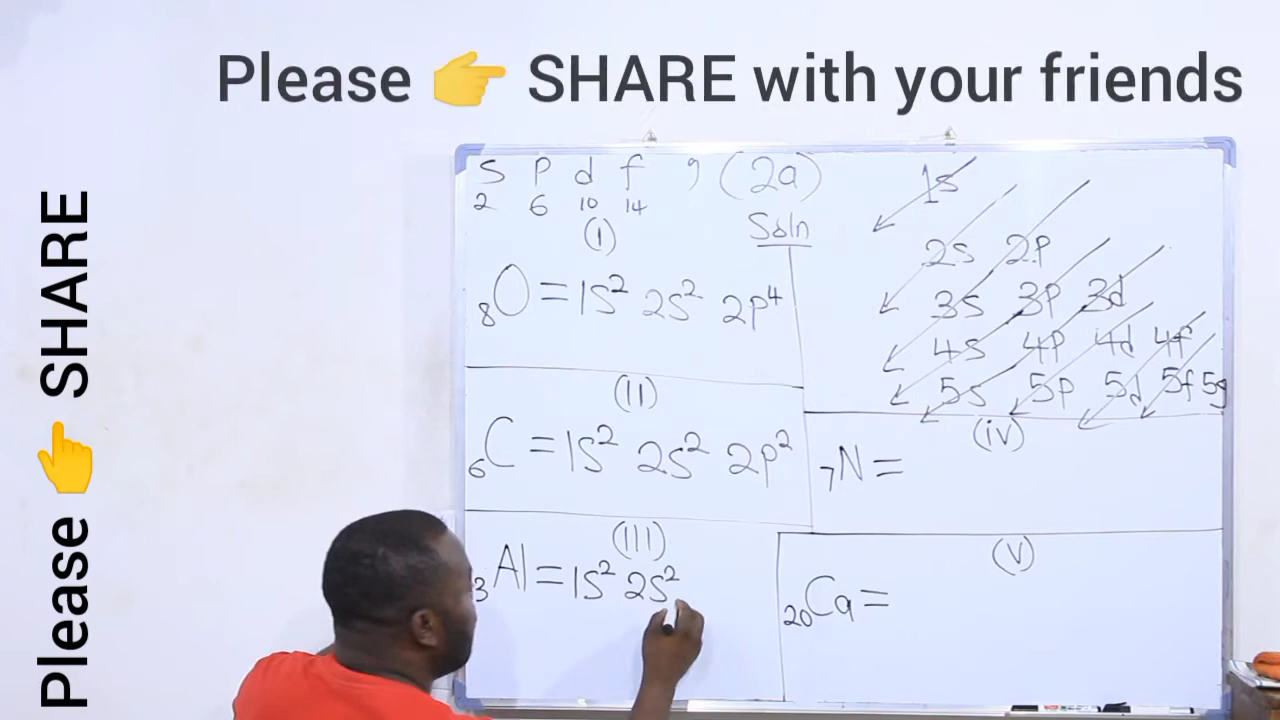 Please 👉 SHARE with your friends
Please 👆 SHARE
S P d f g (2a)
2 6 10 14
(I)
Soln
₈O = 1S² 2S² 2P⁴
(II)
₆C = 1S² 2S² 2P²
(III)
₃Al = 1S² 2S²
1S
2S 2P
3S 3P 3d
4S 4P 4d 4f
5S 5P 5d 5f 5g
(iv)
₇N =
(v)
₂₀Ca =